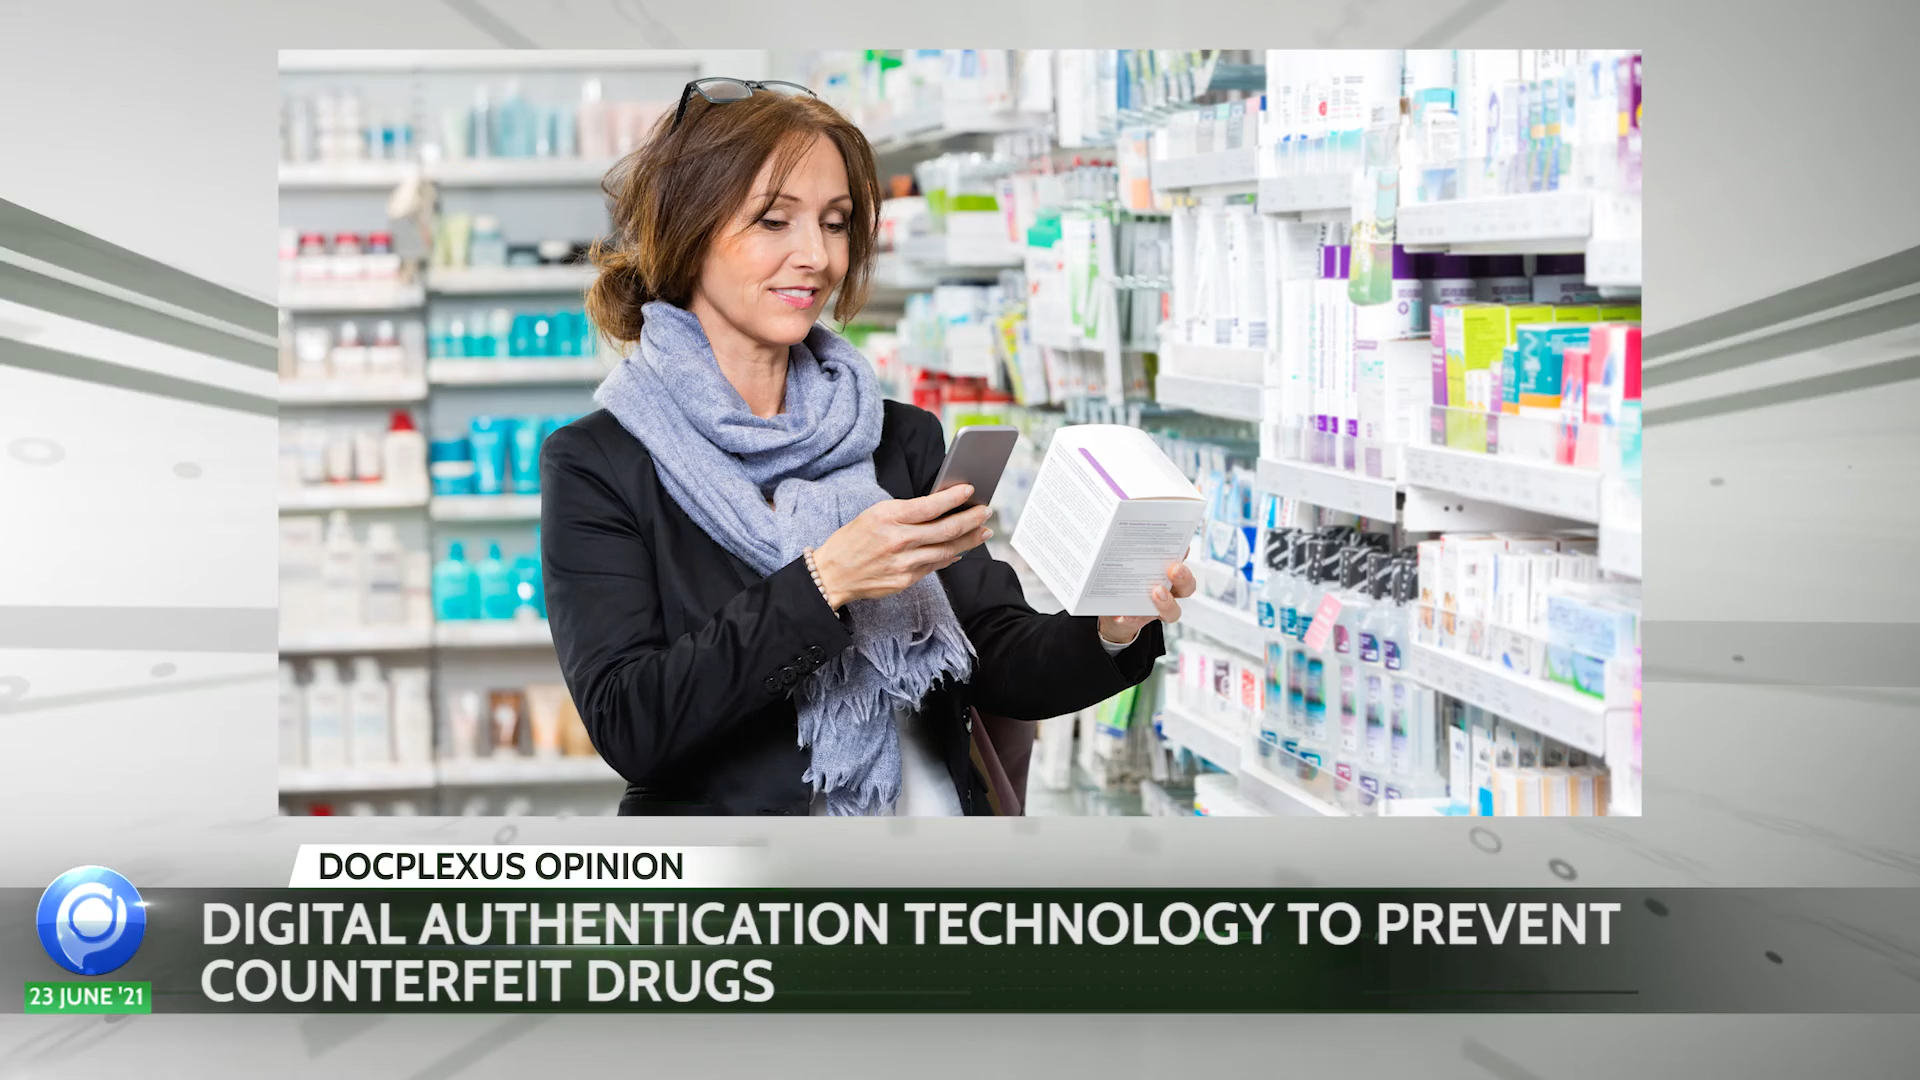 DOCPLEXUS OPINION
DIGITAL AUTHENTICATION TECHNOLOGY TO PREVENT
COUNTERFEIT DRUGS
23 JUNE '21